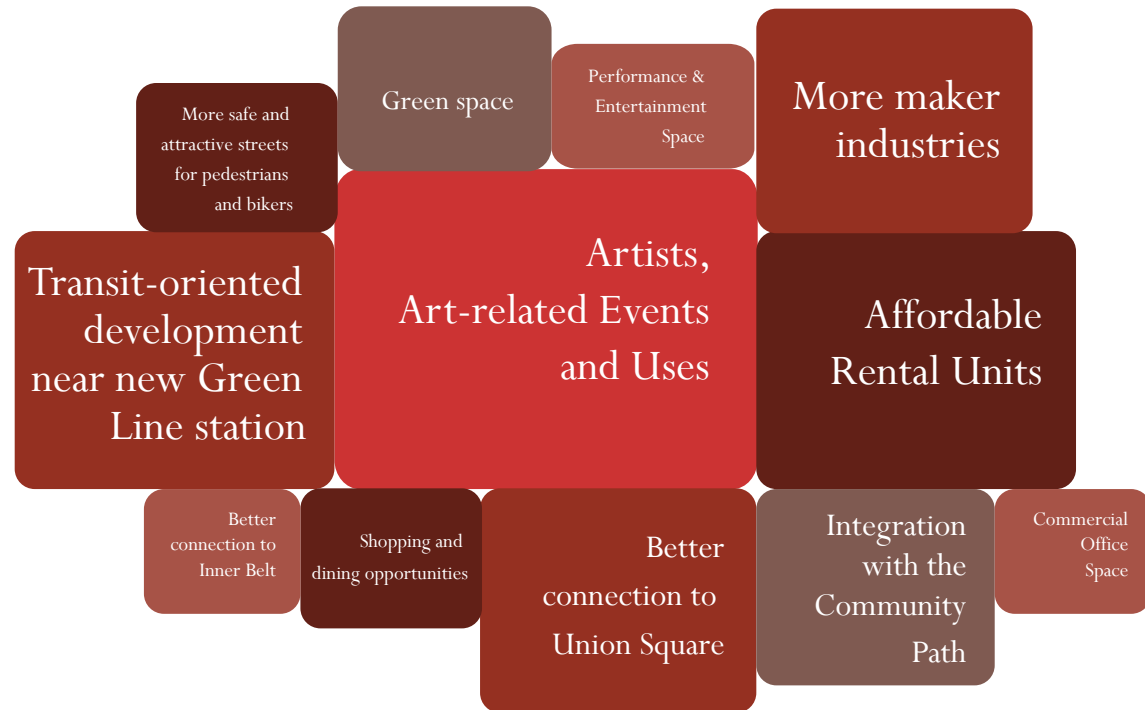 More safe and
attractive streets
for pedestrians
and bikers
Green space
Performance &
Entertainment
Space
More maker
industries
Transit-oriented
development
near new Green
Line station
Artists,
Art-related Events
and Uses
Affordable
Rental Units
Better
connection to
Inner Belt
Shopping and
dining opportunities
Better
connection to
Union Square
Integration
with the
Community
Path
Commercial
Office
Space